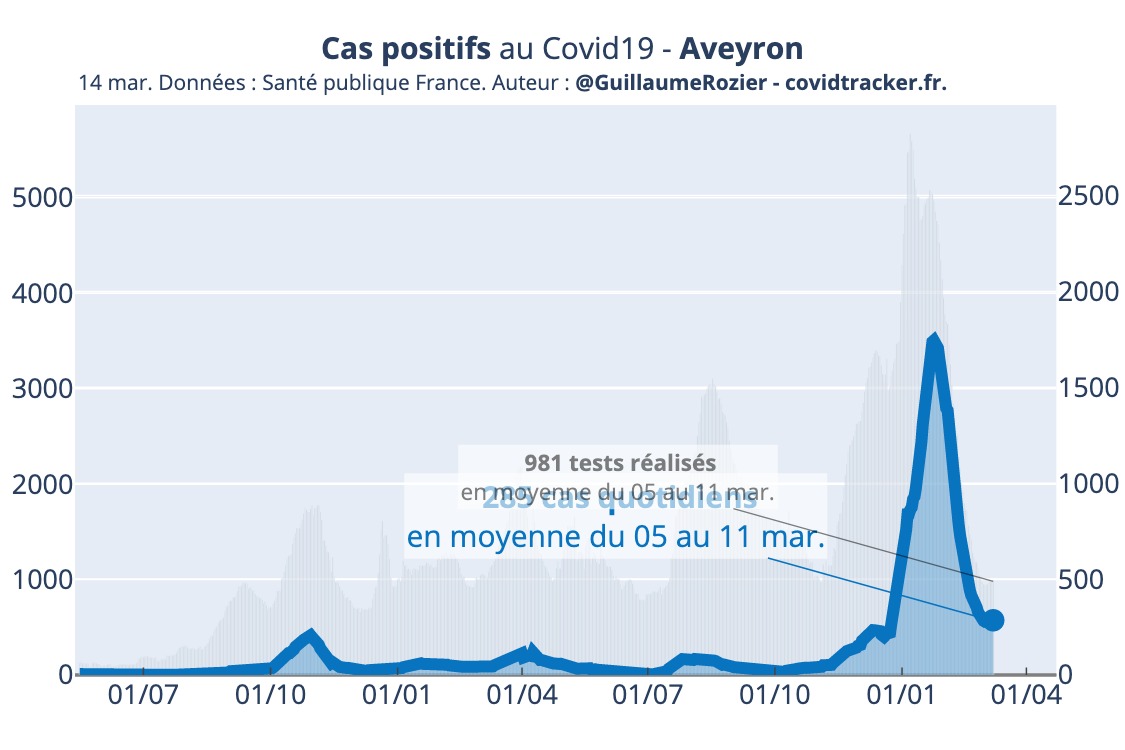 Cas positifs au Covid19 - Aveyron
14 mar. Données : Santé publique France. Auteur : @GuillaumeRozier - covidtracker.fr.
5000
4000
3000
2000
1000
0
2500
2000
1500
1000
500
0
981 tests réalisés
en moyenne du 05 au 11 mar.
285 cas quotidiens
en moyenne du 05 au 11 mar.
01/07 01/10 01/01 01/04 01/07 01/10 01/01 01/04